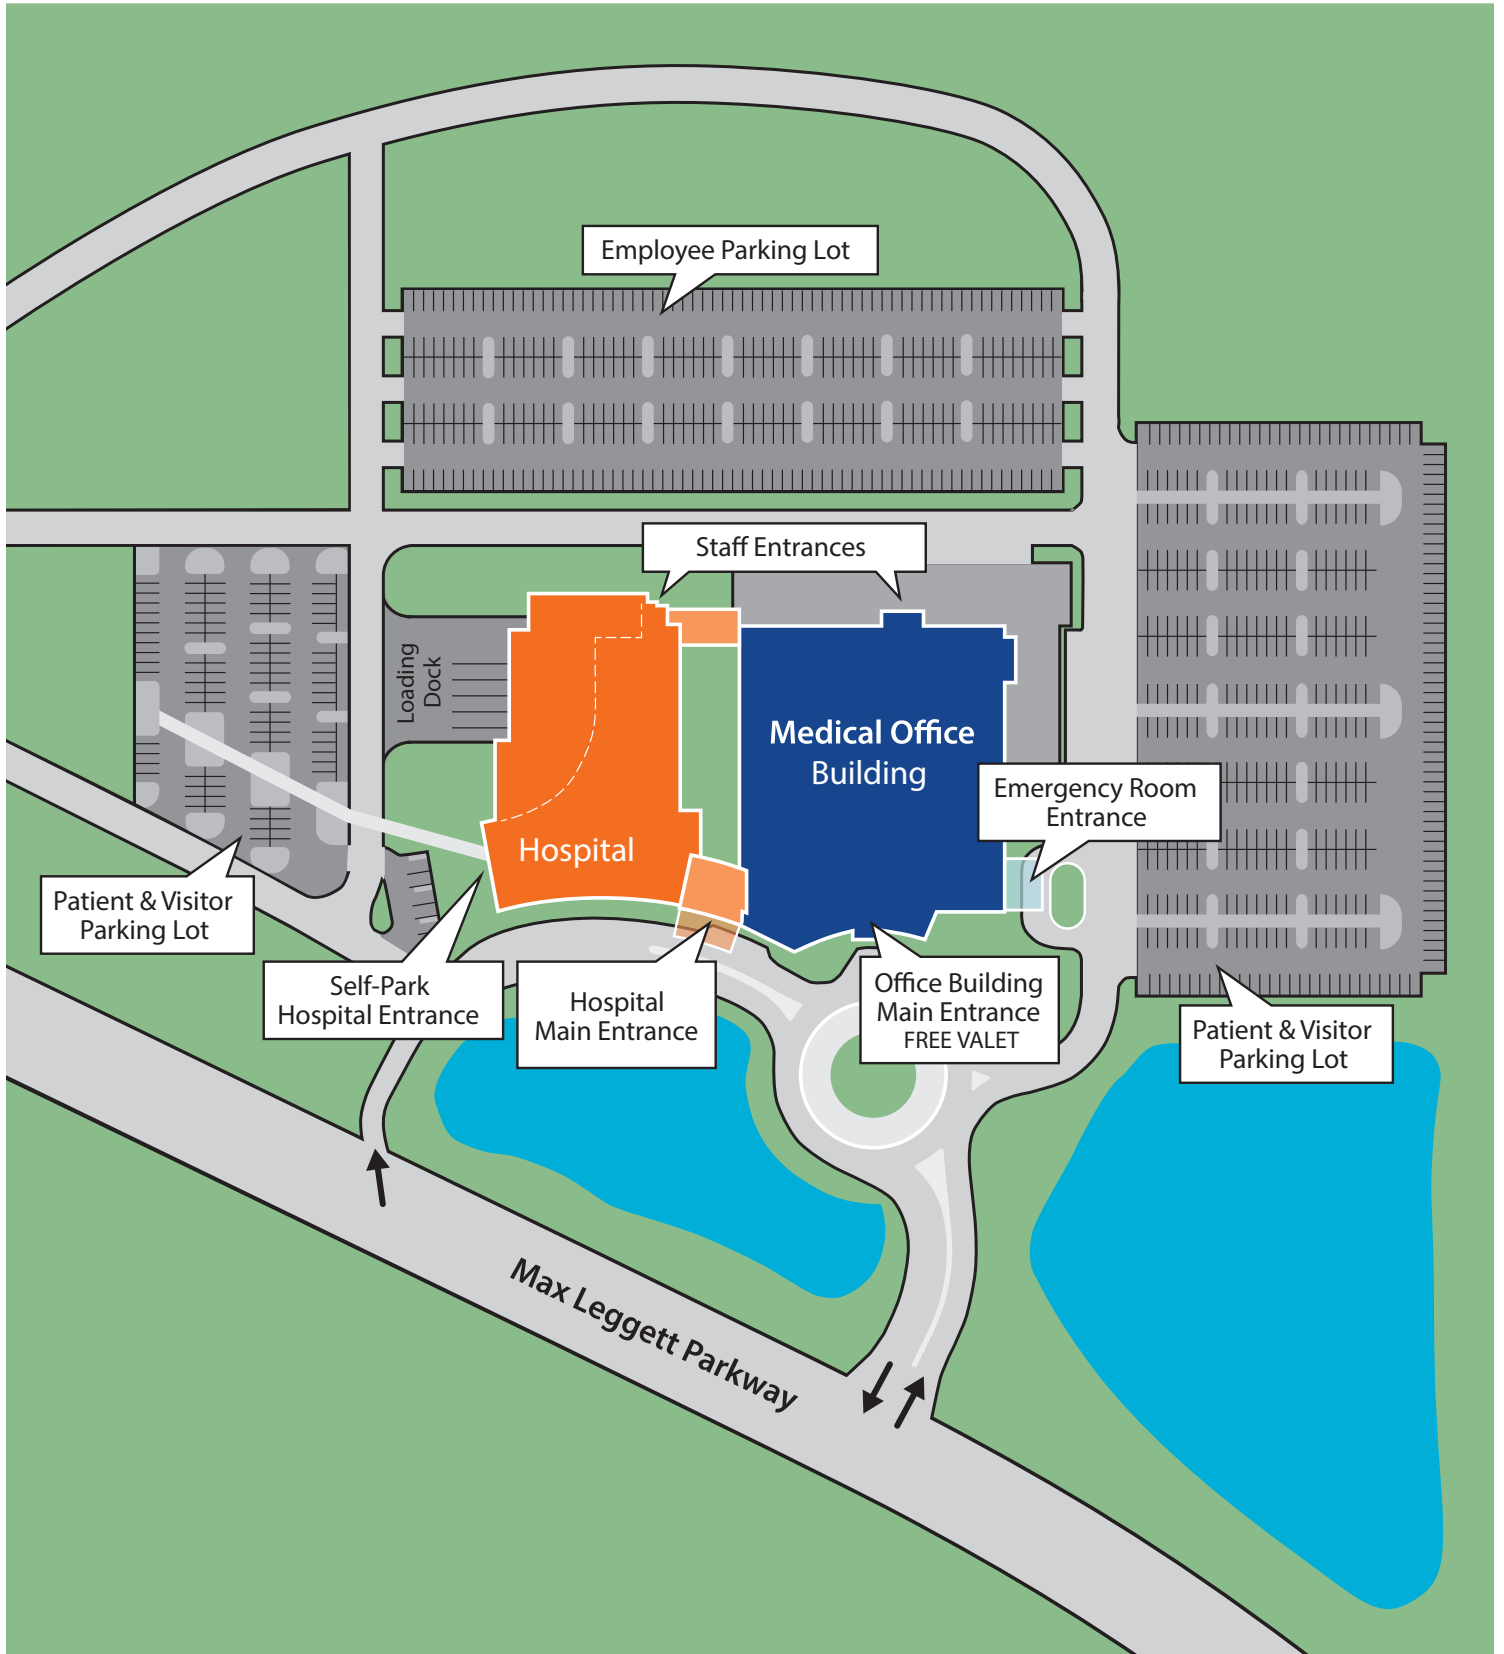 Employee Parking Lot
Staff Entrances
Loading
Dock
Medical Office
Building
Emergency Room
Entrance
Hospital
Patient & Visitor
Parking Lot
Self-Park
Hospital Entrance
Hospital
Main Entrance
Office Building
Main Entrance
FREE VALET
Patient & Visitor
Parking Lot
Max Leggett Parkway